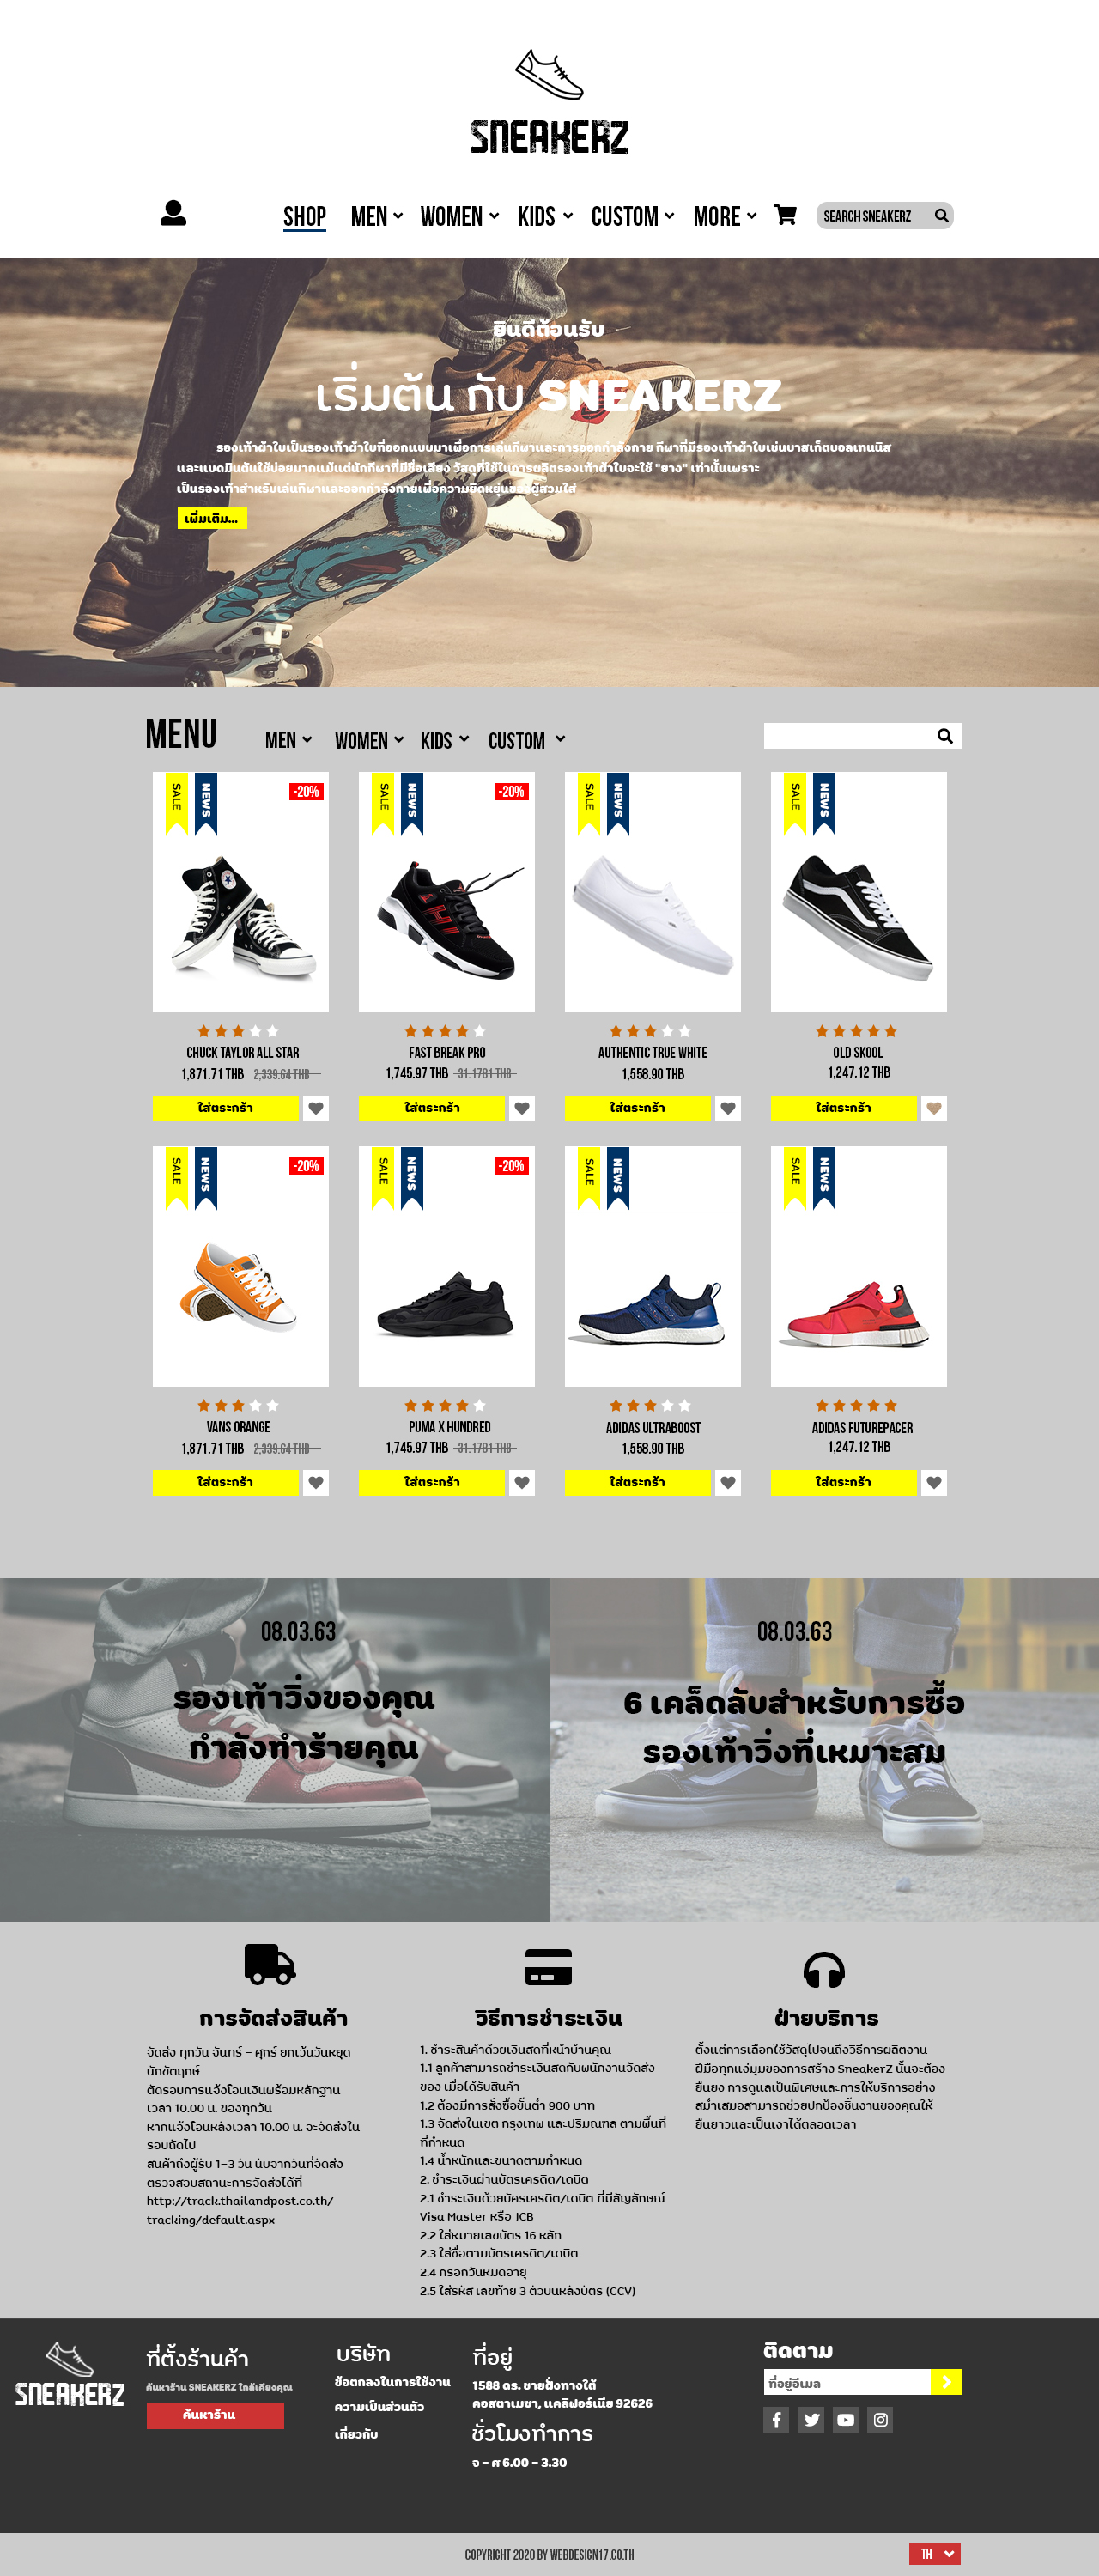 SNEAKERZ
SHOP MEN WOMEN KIDS CUSTOM MORE SEARCH SNEAKERZ
ยินดีต้อนรับ
เริ่มต้น กับ SNEAKERZ
รองเท้าผ้าใบเป็นรองเท้าผ้าใบที่ออกแบบมาเพื่อการเล่นกีฬาและการออกกำลังกาย กีฬาที่มีรองเท้าผ้าใบเช่นบาสเก็ตบอลเทนนิส
และแบดมินตันใช้บ่อยมากแม้แต่นักกีฬาที่มีชื่อเสียง วัสดุที่ใช้ในการผลิตรองเท้าผ้าใบจะใช้ "ยาง" เท่านั้นเพราะ
เป็นรองเท้าสำหรับเล่นกีฬาและออกกำลังกายเพื่อความยืดหยุ่นของผู้สวมใส่
เพิ่มเติม...
MENU MEN WOMEN KIDS CUSTOM
SALE NEWS -20% SALE NEWS -20% SALE NEWS SALE NEWS
CHUCK TAYLOR ALL STAR FAST BREAK PRO AUTHENTIC TRUE WHITE OLD SKOOL
1,871.71 THB 2,339.64 THB 1,745.97 THB 31.1781 THB 1,558.90 THB 1,247.12 THB
ใส่ตระกร้า ใส่ตระกร้า ใส่ตระกร้า ใส่ตระกร้า
SALE NEWS -20% SALE NEWS -20% SALE NEWS SALE NEWS
VANS ORANGE PUMA X HUNDRED ADIDAS ULTRABOOST ADIDAS FUTUREPACER
1,871.71 THB 2,339.64 THB 1,745.97 THB 31.1781 THB 1,558.90 THB 1,247.12 THB
ใส่ตระกร้า ใส่ตระกร้า ใส่ตระกร้า ใส่ตระกร้า
08.03.63
รองเท้าวิ่งของคุณ
กำลังทำร้ายคุณ
08.03.63
6 เคล็ดลับสำหรับการซื้อ
รองเท้าวิ่งที่เหมาะสม
การจัดส่งสินค้า
จัดส่ง ทุกวัน จันทร์ – ศุกร์ ยกเว้นวันหยุด
นักขัตฤกษ์
ตัดรอบการแจ้งโอนเงินพร้อมหลักฐาน
เวลา 10.00 น. ของทุกวัน
หากแจ้งโอนหลังเวลา 10.00 น. จะจัดส่งใน
รอบถัดไป
สินค้าถึงผู้รับ 1-3 วัน นับจากวันที่จัดส่ง
ตรวจสอบสถานะการจัดส่งได้ที่
http://track.thailandpost.co.th/
tracking/default.aspx
วิธีการชำระเงิน
1. ชำระสินค้าด้วยเงินสดที่หน้าบ้านคุณ
1.1 ลูกค้าสามารถชำระเงินสดกับพนักงานจัดส่ง
ของ เมื่อได้รับสินค้า
1.2 ต้องมีการสั่งซื้อขั้นต่ำ 900 บาท
1.3 จัดส่งในเขต กรุงเทพ และปริมณฑล ตามพื้นที่
ที่กำหนด
1.4 น้ำหนักและขนาดตามกำหนด
2. ชำระเงินผ่านบัตรเครดิต/เดบิต
2.1 ชำระเงินด้วยบัครเครดิต/เดบิต ที่มีสัญลักษณ์
Visa Master หรือ JCB
2.2 ใส่หมายเลขบัตร 16 หลัก
2.3 ใส่ชื่อตามบัตรเครดิต/เดบิต
2.4 กรอกวันหมดอายุ
2.5 ใส่รหัส เลขท้าย 3 ตัวบนหลังบัตร (CCV)
ฝ่ายบริการ
ตั้งแต่การเลือกใช้วัสดุไปจนถึงวิธีการผลิตงาน
ฝีมือทุกแง่มุมของการสร้าง SneakerZ นั้นจะต้อง
ยืนยง การดูแลเป็นพิเศษและการให้บริการอย่าง
สม่ำเสมอสามารถช่วยปกป้องชิ้นงานของคุณให้
ยืนยาวและเป็นเงาได้ตลอดเวลา
SNEAKERZ
ที่ตั้งร้านค้า
ค้นหาร้าน SNEAKERZ ใกล้เคียงคุณ
ค้นหาร้าน
บริษัท
ข้อตกลงในการใช้งาน
ความเป็นส่วนตัว
เกี่ยวกับ
ที่อยู่
1588 ดร. ชายฝั่งทางใต้
คอสตาเมซา, แคลิฟอร์เนีย 92626
ชั่วโมงทำการ
จ – ศ 6.00 – 3.30
ติดตาม
ที่อยู่อีเมล
COPYRIGHT 2020 BY WEBDESIGN17.CO.TH
TH